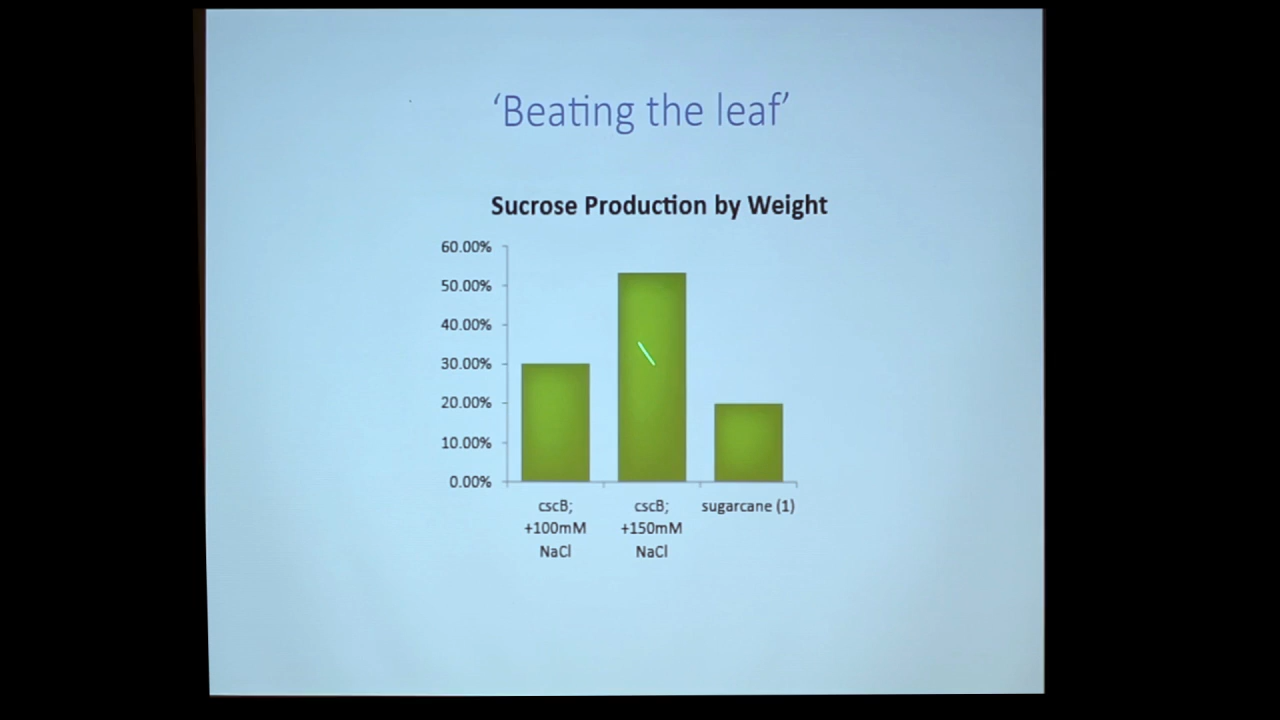 ‘Beating the leaf’
Sucrose Production by Weight
60.00%
50.00%
40.00%
30.00%
20.00%
10.00%
0.00%
cscB;
+100mM
NaCl
cscB;
+150mM
NaCl
sugarcane (1)